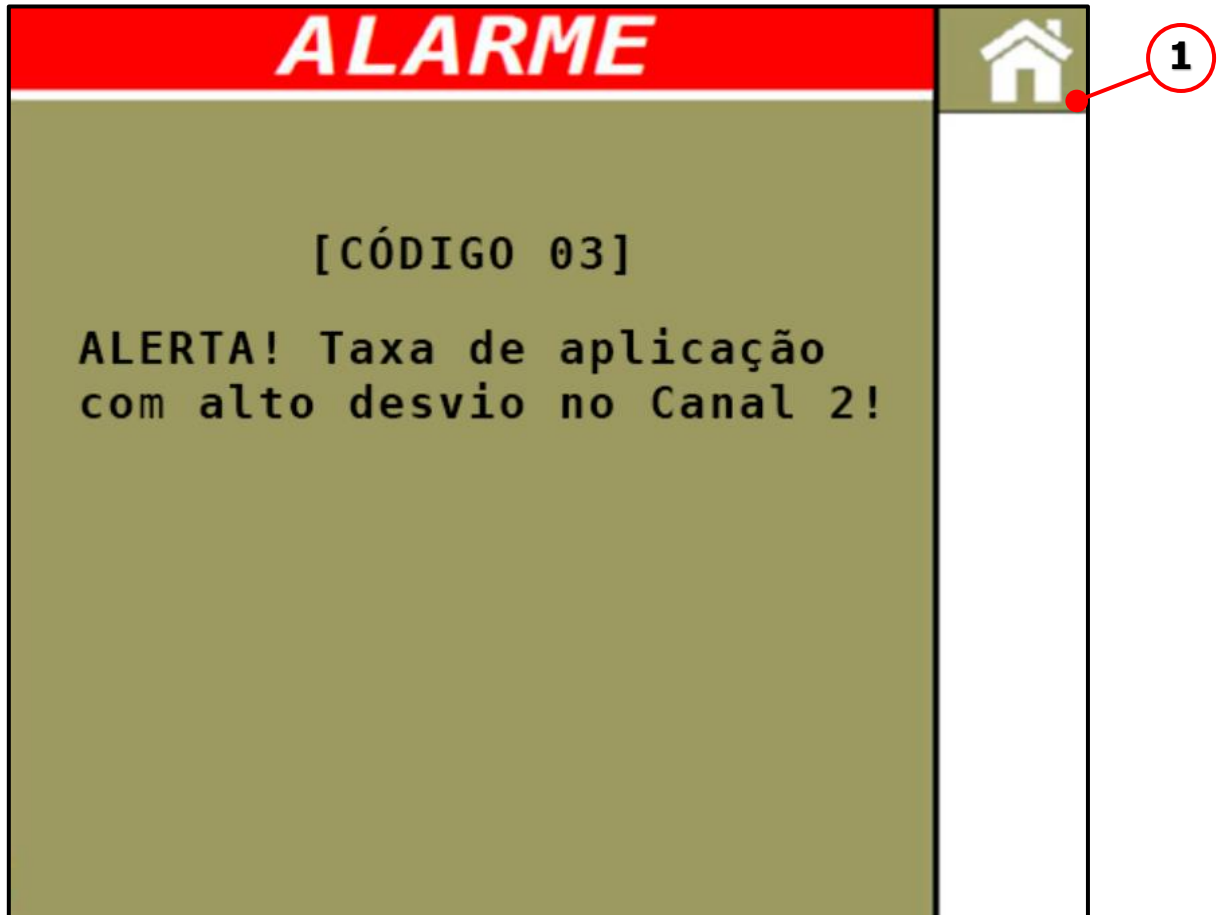 ALARME
1
[CÓDIGO 03]
ALERTA! Taxa de aplicação
com alto desvio no Canal 2!